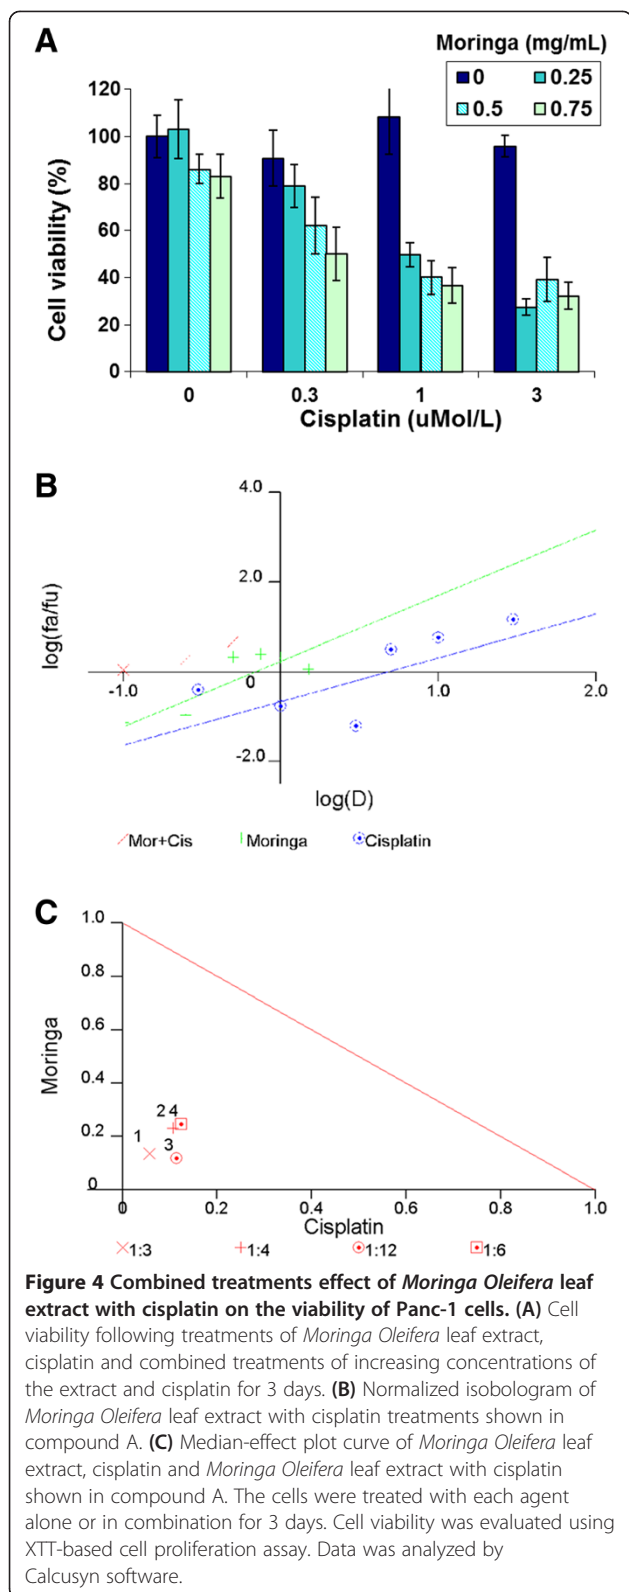 A
Moringa (mg/mL)
0 0.25
0.5 0.75
120
100
80
60
40
20
0
Cell viability (%)
0 0.3 1 3
Cisplatin (uMol/L)
B
4.0
2.0
log(fa/fu)
-1.0 0 1.0 2.0
-2.0
log(D)
Mor+Cis Moringa Cisplatin
C
1.0
0.8
0.6
0.4
0.2
0
Moringa
2 4
1
3
0 0.2 0.4 0.6 0.8 1.0
Cisplatin
1:3 1:4 1:12 1:6
Figure 4 Combined treatments effect of Moringa Oleifera leaf
extract with cisplatin on the viability of Panc-1 cells. (A) Cell
viability following treatments of Moringa Oleifera leaf extract,
cisplatin and combined treatments of increasing concentrations of
the extract and cisplatin for 3 days. (B) Normalized isobologram of
Moringa Oleifera leaf extract with cisplatin treatments shown in
compound A. (C) Median-effect plot curve of Moringa Oleifera leaf
extract, cisplatin and Moringa Oleifera leaf extract with cisplatin
shown in compound A. The cells were treated with each agent
alone or in combination for 3 days. Cell viability was evaluated using
XTT-based cell proliferation assay. Data was analyzed by
Calcusyn software.